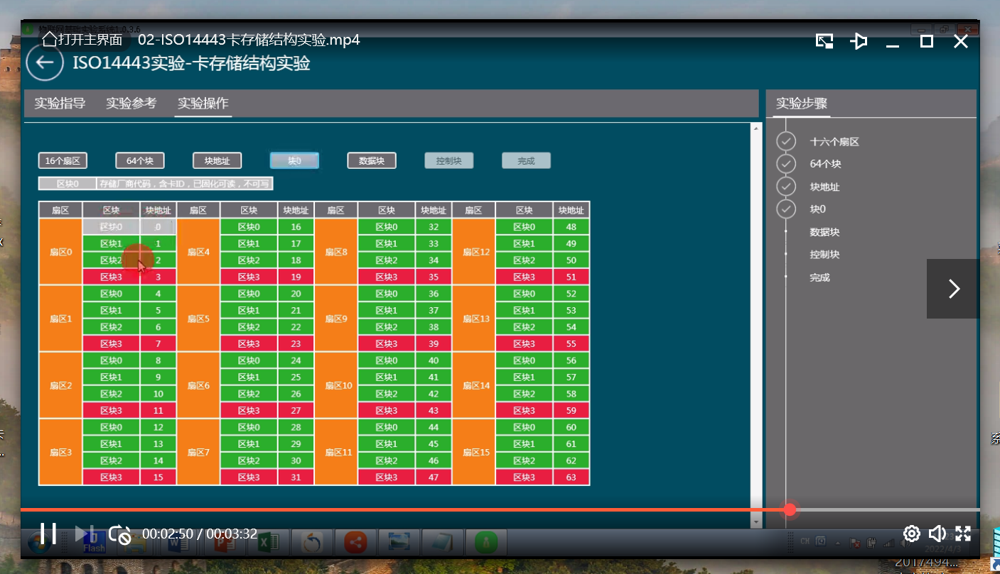 物联网基础实验系统1.0.3.6
打开主界面 02-ISO14443卡存储结构实验.mp4
ISO14443实验-卡存储结构实验
实验指导 实验参考 实验操作
16个扇区 64个块 块地址 块0 数据块 控制块 完成
区块0 存储厂商代码，含卡ID，已固化可读，不可写
扇区 区块 块地址 扇区 区块 块地址 扇区 区块 块地址 扇区 区块 块地址
扇区0 区块0 0 扇区4 区块0 16 扇区8 区块0 32 扇区12 区块0 48
区块1 1 区块1 17 区块1 33 区块1 49
区块2 2 区块2 18 区块2 34 区块2 50
区块3 3 区块3 19 区块3 35 区块3 51
扇区1 区块0 4 扇区5 区块0 20 扇区9 区块0 36 扇区13 区块0 52
区块1 5 区块1 21 区块1 37 区块1 53
区块2 6 区块2 22 区块2 38 区块2 54
区块3 7 区块3 23 区块3 39 区块3 55
扇区2 区块0 8 扇区6 区块0 24 扇区10 区块0 40 扇区14 区块0 56
区块1 9 区块1 25 区块1 41 区块1 57
区块2 10 区块2 26 区块2 42 区块2 58
区块3 11 区块3 27 区块3 43 区块3 59
扇区3 区块0 12 扇区7 区块0 28 扇区11 区块0 44 扇区15 区块0 60
区块1 13 区块1 29 区块1 45 区块1 61
区块2 14 区块2 30 区块2 46 区块2 62
区块3 15 区块3 31 区块3 47 区块3 63
实验步骤
十六个扇区
64个块
块地址
块0
数据块
控制块
完成
00:02:50 / 00:03:32
Flash
CH
2022/4/3
2017494...
系